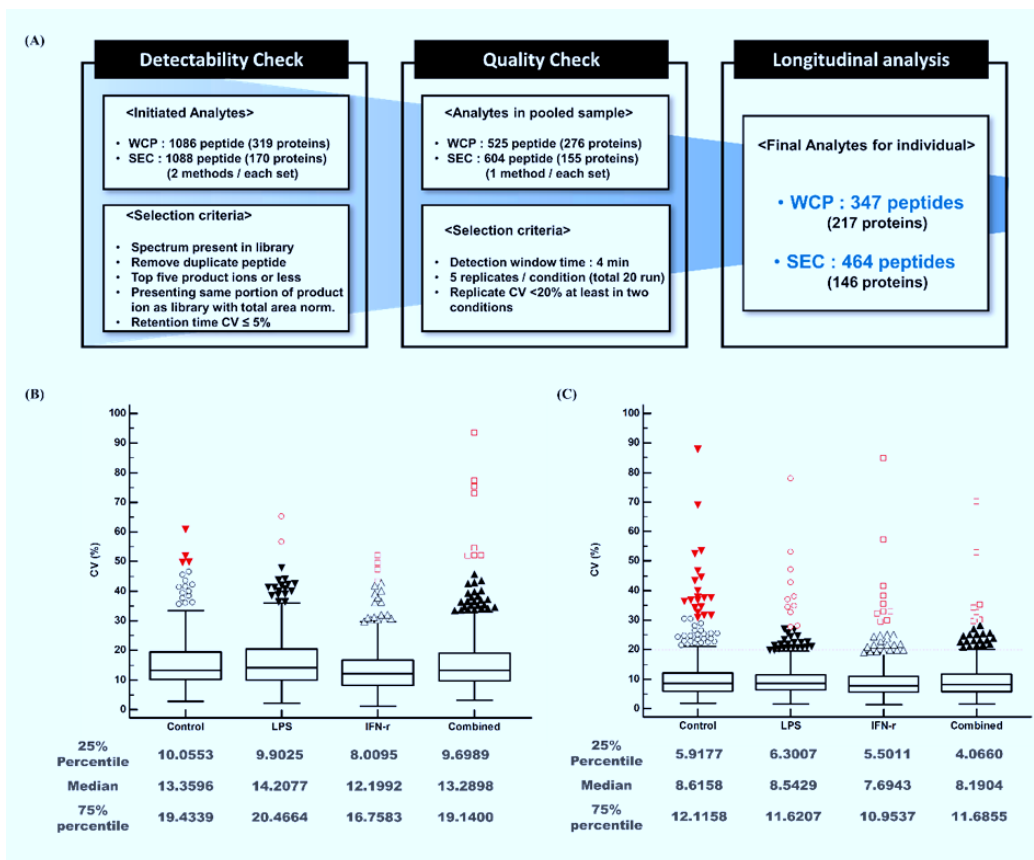 (A)
Detectability Check
Quality Check
Longitudinal analysis
<Initiated Analytes>
• WCP : 1086 peptide (319 proteins)
• SEC : 1088 peptide (170 proteins)
(2 methods / each set)
<Selection criteria>
• Spectrum present in library
• Remove duplicate peptide
• Top five product ions or less
• Presenting same portion of product
ion as library with total area norm.
• Retention time CV ≤ 5%
<Analytes in pooled sample>
• WCP : 525 peptide (276 proteins)
• SEC : 604 peptide (155 proteins)
(1 method / each set)
<Selection criteria>
• Detection window time : 4 min
• 5 replicates / condition (total 20 run)
• Replicate CV <20% at least in two
conditions
<Final Analytes for individual>
• WCP : 347 peptides
(217 proteins)
• SEC : 464 peptides
(146 proteins)
(B)
CV (%)
100
90
80
70
60
50
40
30
20
10
0
Control LPS IFN-r Combined
25%
Percentile 10.0553 9.9025 8.0095 9.6989
Median 13.3596 14.2077 12.1992 13.2898
75%
percentile 19.4339 20.4664 16.7583 19.1400
(C)
CV (%)
100
90
80
70
60
50
40
30
20
10
0
Control LPS IFN-r Combined
25%
Percentile 5.9177 6.3007 5.5011 4.0660
Median 8.6158 8.5429 7.6943 8.1904
75%
percentile 12.1158 11.6207 10.9537 11.6855